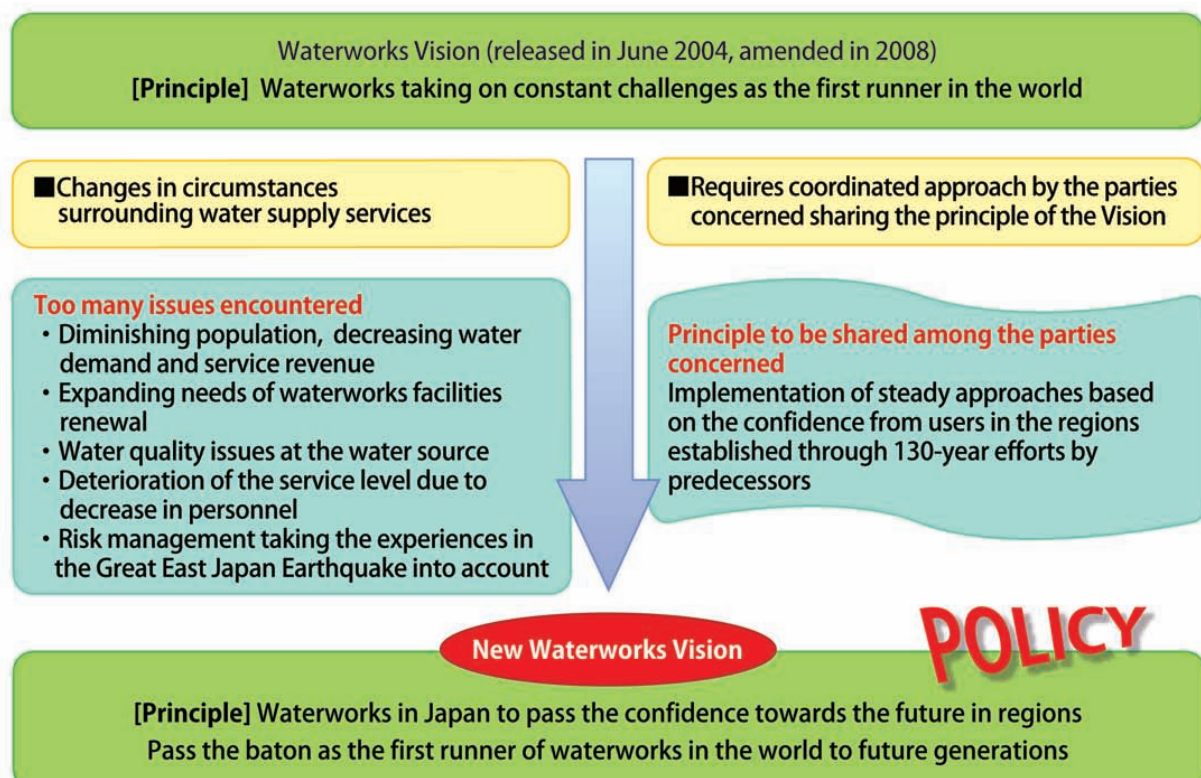 Waterworks Vision (released in June 2004, amended in 2008)
[Principle] Waterworks taking on constant challenges as the first runner in the world
■Changes in circumstances
surrounding water supply services
■Requires coordinated approach by the parties
concerned sharing the principle of the Vision
Too many issues encountered
・Diminishing population, decreasing water
demand and service revenue
・Expanding needs of waterworks facilities
renewal
・Water quality issues at the water source
・Deterioration of the service level due to
decrease in personnel
・Risk management taking the experiences in
the Great East Japan Earthquake into account
Principle to be shared among the parties
concerned
Implementation of steady approaches based
on the confidence from users in the regions
established through 130-year efforts by
predecessors
New Waterworks Vision
POLICY
[Principle] Waterworks in Japan to pass the confidence towards the future in regions
Pass the baton as the first runner of waterworks in the world to future generations